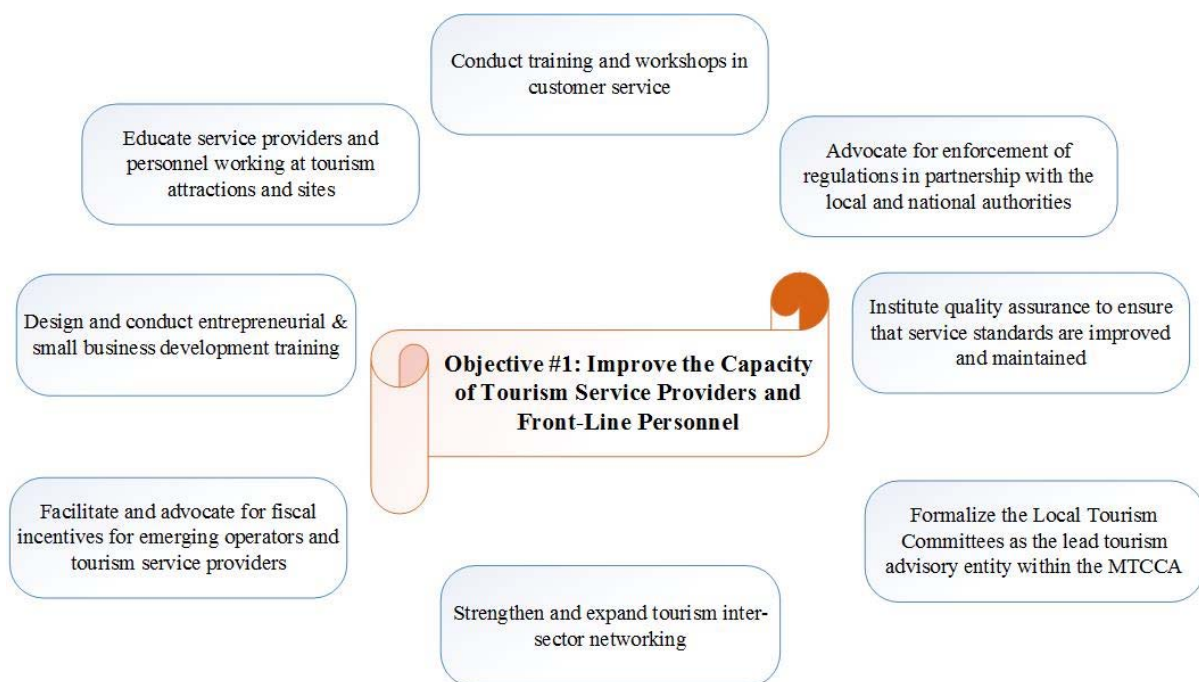 Conduct training and workshops in
customer service
Educate service providers and
personnel working at tourism
attractions and sites
Advocate for enforcement of
regulations in partnership with the
local and national authorities
Design and conduct entrepreneurial &
small business development training
Institute quality assurance to ensure
that service standards are improved
and maintained
Objective #1: Improve the Capacity
of Tourism Service Providers and
Front-Line Personnel
Facilitate and advocate for fiscal
incentives for emerging operators and
tourism service providers
Formalize the Local Tourism
Committees as the lead tourism
advisory entity within the MTCCA
Strengthen and expand tourism inter-
sector networking